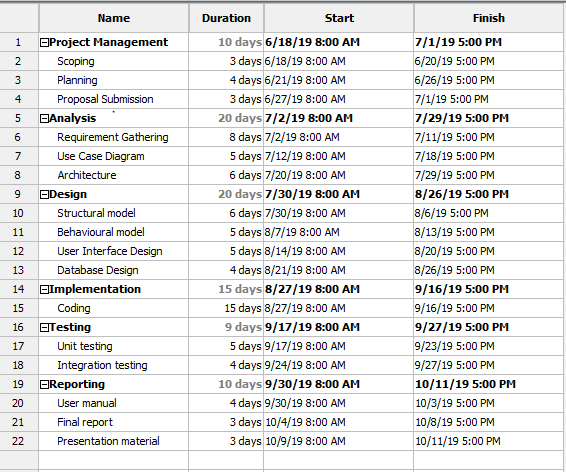 Name Duration Start Finish
1 Project Management 10 days 6/18/19 8:00 AM 7/1/19 5:00 PM
2 Scoping 3 days 6/18/19 8:00 AM 6/20/19 5:00 PM
3 Planning 4 days 6/21/19 8:00 AM 6/26/19 5:00 PM
4 Proposal Submission 3 days 6/27/19 8:00 AM 7/1/19 5:00 PM
5 Analysis 20 days 7/2/19 8:00 AM 7/29/19 5:00 PM
6 Requirement Gathering 8 days 7/2/19 8:00 AM 7/11/19 5:00 PM
7 Use Case Diagram 5 days 7/12/19 8:00 AM 7/18/19 5:00 PM
8 Architecture 6 days 7/20/19 8:00 AM 7/29/19 5:00 PM
9 Design 20 days 7/30/19 8:00 AM 8/26/19 5:00 PM
10 Structural model 6 days 7/30/19 8:00 AM 8/6/19 5:00 PM
11 Behavioural model 5 days 8/7/19 8:00 AM 8/13/19 5:00 PM
12 User Interface Design 5 days 8/14/19 8:00 AM 8/20/19 5:00 PM
13 Database Design 4 days 8/21/19 8:00 AM 8/26/19 5:00 PM
14 Implementation 15 days 8/27/19 8:00 AM 9/16/19 5:00 PM
15 Coding 15 days 8/27/19 8:00 AM 9/16/19 5:00 PM
16 Testing 9 days 9/17/19 8:00 AM 9/27/19 5:00 PM
17 Unit testing 5 days 9/17/19 8:00 AM 9/23/19 5:00 PM
18 Integration testing 4 days 9/24/19 8:00 AM 9/27/19 5:00 PM
19 Reporting 10 days 9/30/19 8:00 AM 10/11/19 5:00 PM
20 User manual 4 days 9/30/19 8:00 AM 10/3/19 5:00 PM
21 Final report 3 days 10/4/19 8:00 AM 10/8/19 5:00 PM
22 Presentation material 3 days 10/9/19 8:00 AM 10/11/19 5:00 PM